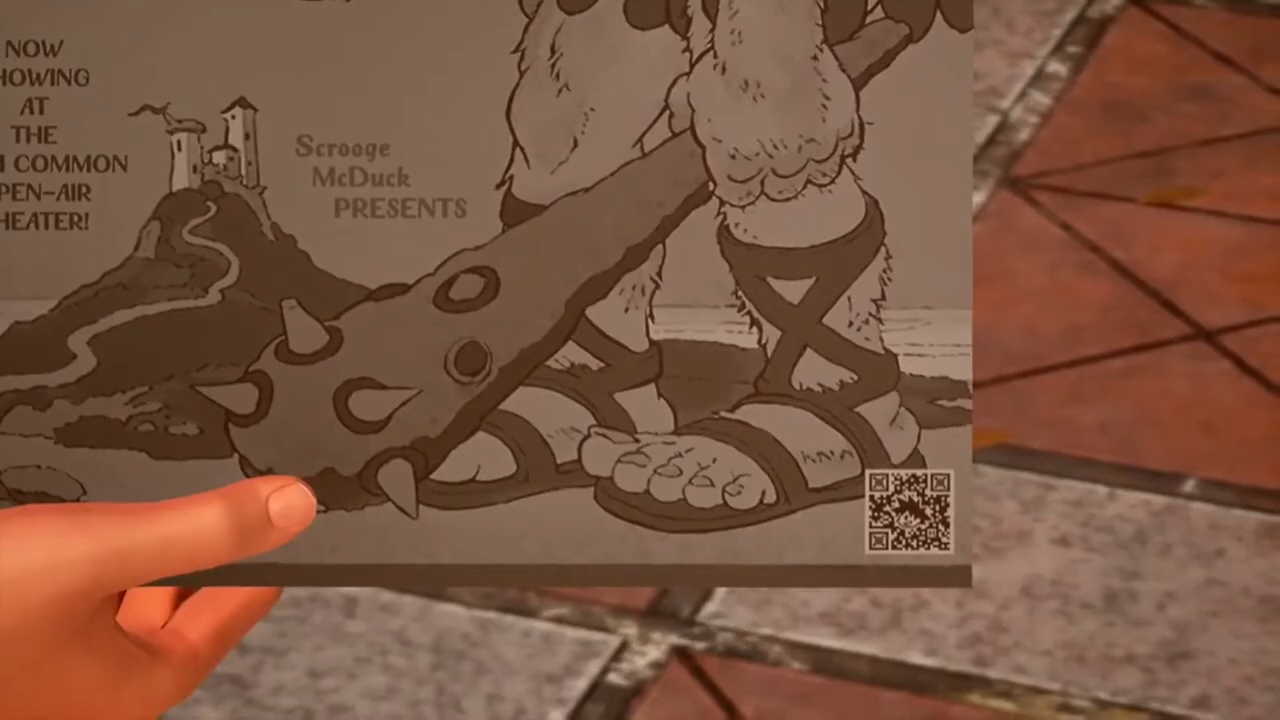 NOW
HOWING
AT
THE
COMMON
PEN-AIR
HEATER!
Scrooge
McDuck
PRESENTS